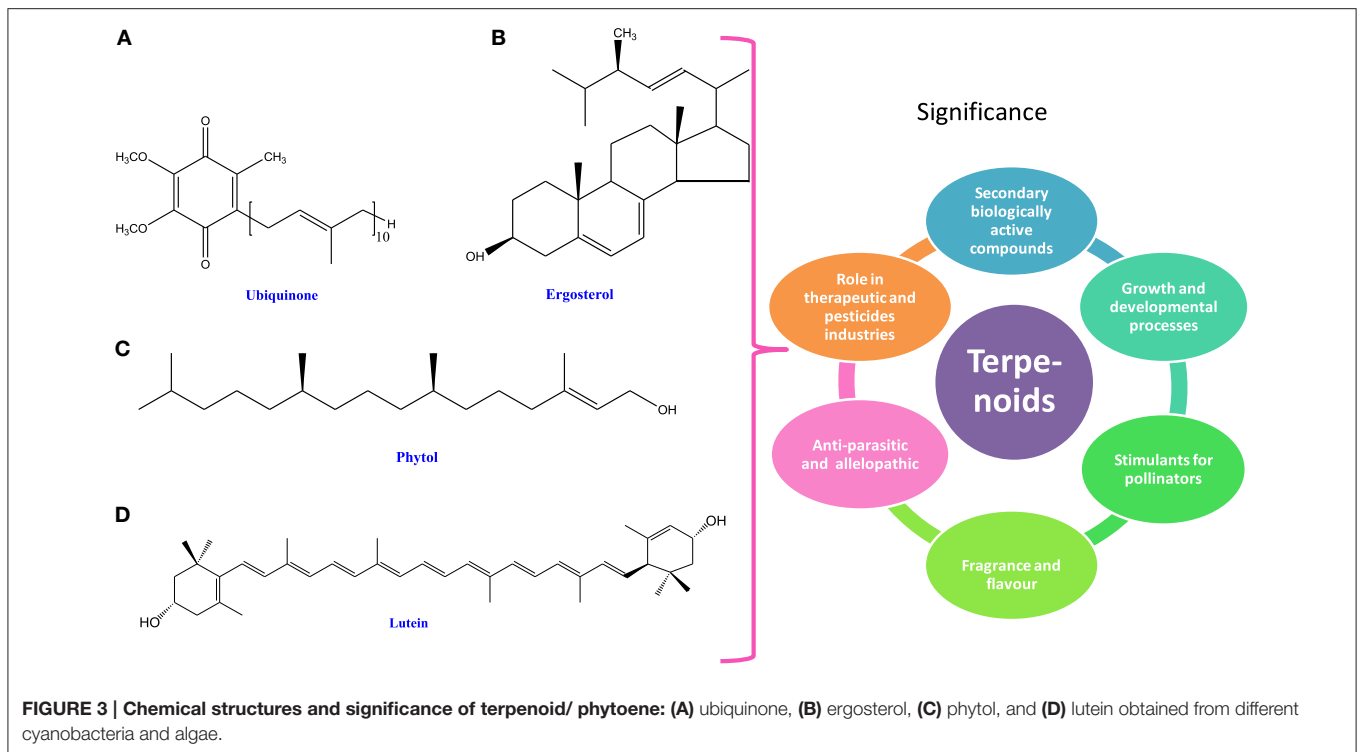 A
O
H₃CO
CH₃
H₃CO
H
10
O
Ubiquinone
B
CH₃
OH
Ergosterol
C
OH
Phytol
D
OH
HO
Lutein
Significance
Secondary
biologically
active
compounds
Growth and
developmental
processes
Stimulants for
pollinators
Fragrance and
flavour
Anti-parasitic
and allelopathic
Role in
therapeutic and
pesticides
industries
Terpe-
noids
FIGURE 3 | Chemical structures and significance of terpenoid/ phytoene: (A) ubiquinone, (B) ergosterol, (C) phytol, and (D) lutein obtained from different
cyanobacteria and algae.